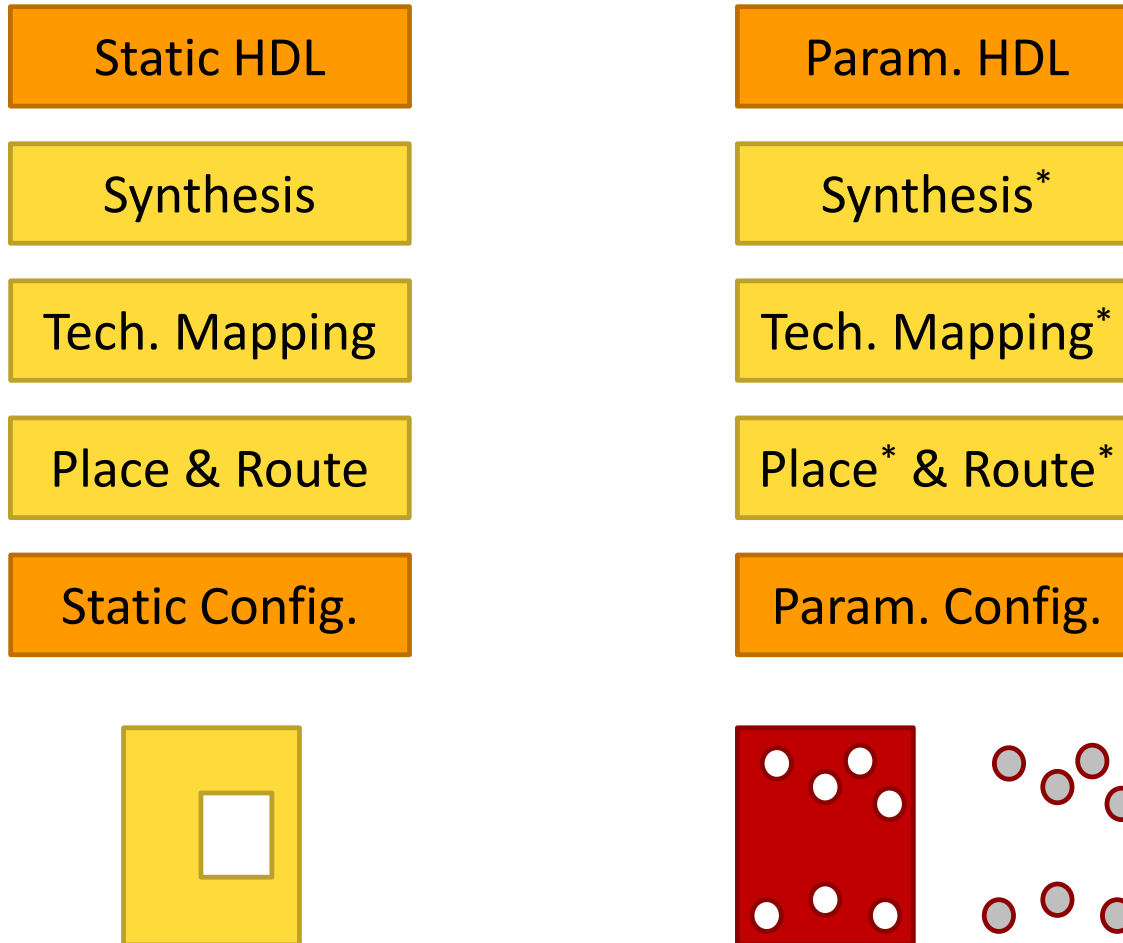 Static HDL
Synthesis
Tech. Mapping
Place & Route
Static Config.
Param. HDL
Synthesis*
Tech. Mapping*
Place* & Route*
Param. Config.